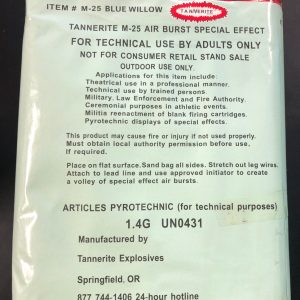 ITEM # M-25 BLUE WILLOW
TANNERITE
TANNERITE M-25 AIR BURST SPECIAL EFFECT
FOR TECHNICAL USE BY ADULTS ONLY
NOT FOR CONSUMER RETAIL STAND SALE
OUTDOOR USE ONLY.
Applications for this item include:
Theatrical use in a professional manner.
Technical use by trained persons.
Military, Law Enforcement and Fire Authority.
Ceremonial purposes in athletic events.
Militia reenactment of blank firing cartridges.
Pyrotechnic displays of special effects.
This product may cause fire or injury if not used properly.
Must obtain local authority permission before use,
if required.
Place on flat surface. Sand bag all sides. Stretch out leg wires.
Attach to lead line and use approved initiator to create
a volley of special effect air bursts.
ARTICLES PYROTECHNIC (for technical purposes)
1.4G UN0431
Manufactured by
Tannerite Explosives
Springfield, OR
877 744-1406 24-hour hotline